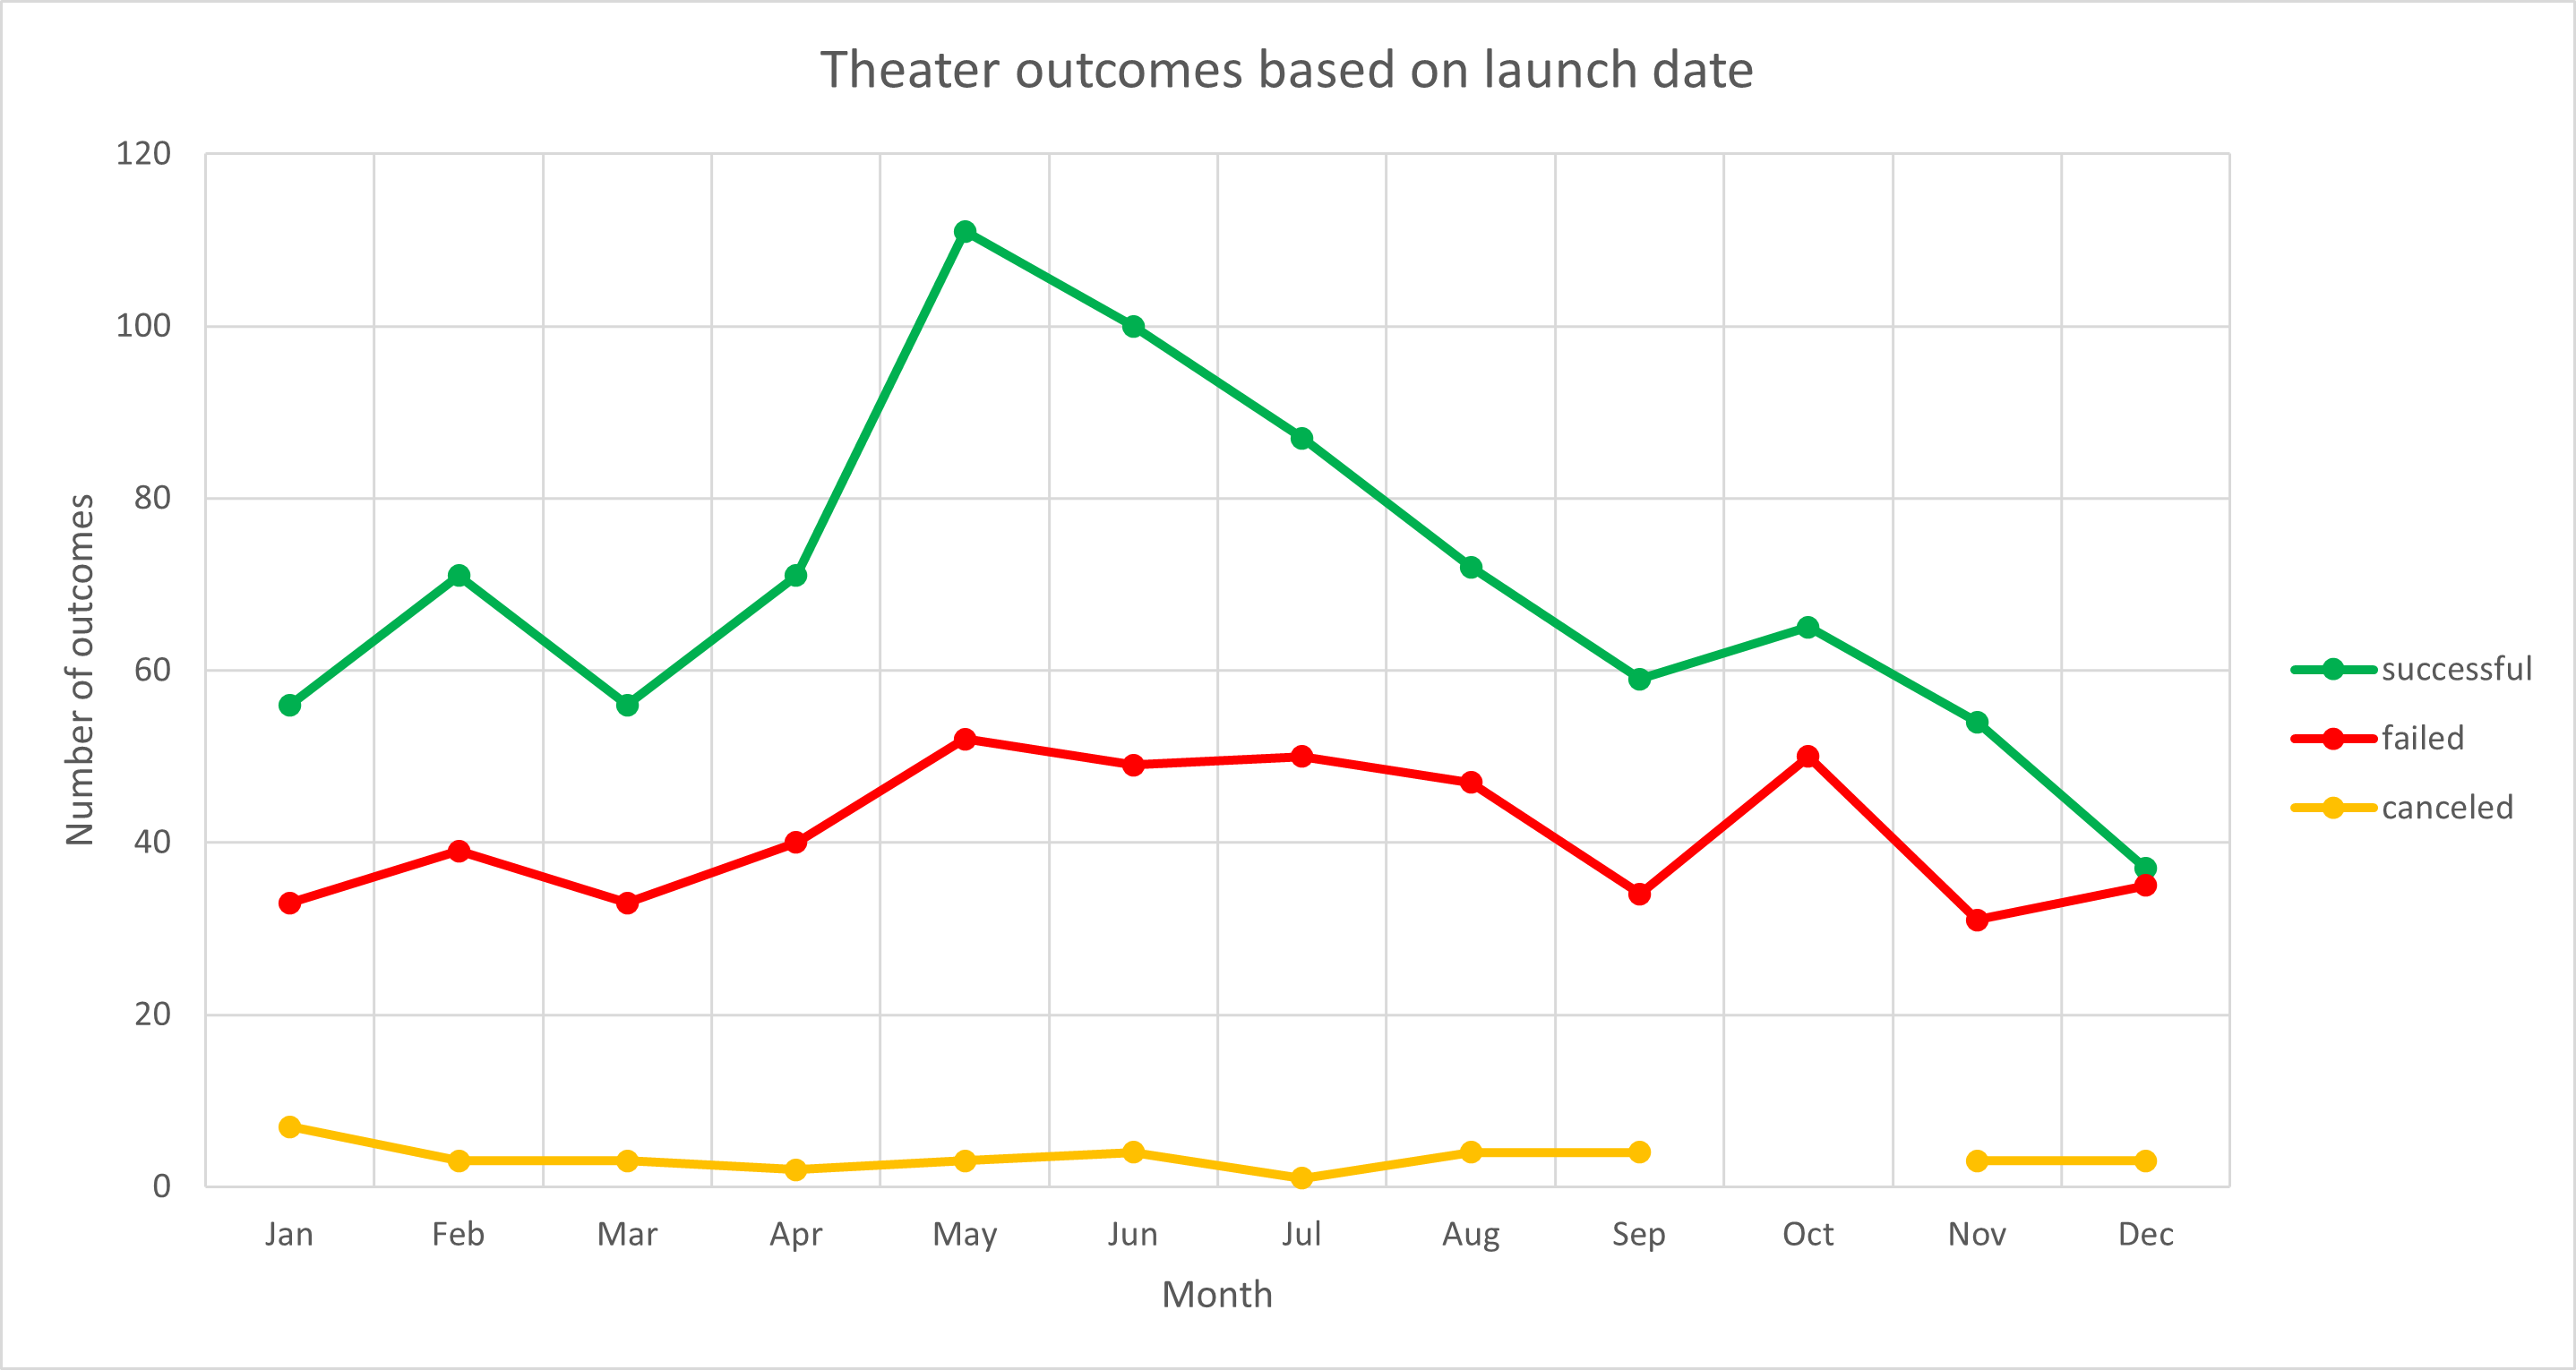 Theater outcomes based on launch date
120
100
80
60
40
20
0
Number of outcomes
Jan Feb Mar Apr May Jun Jul Aug Sep Oct Nov Dec
Month
successful
failed
canceled